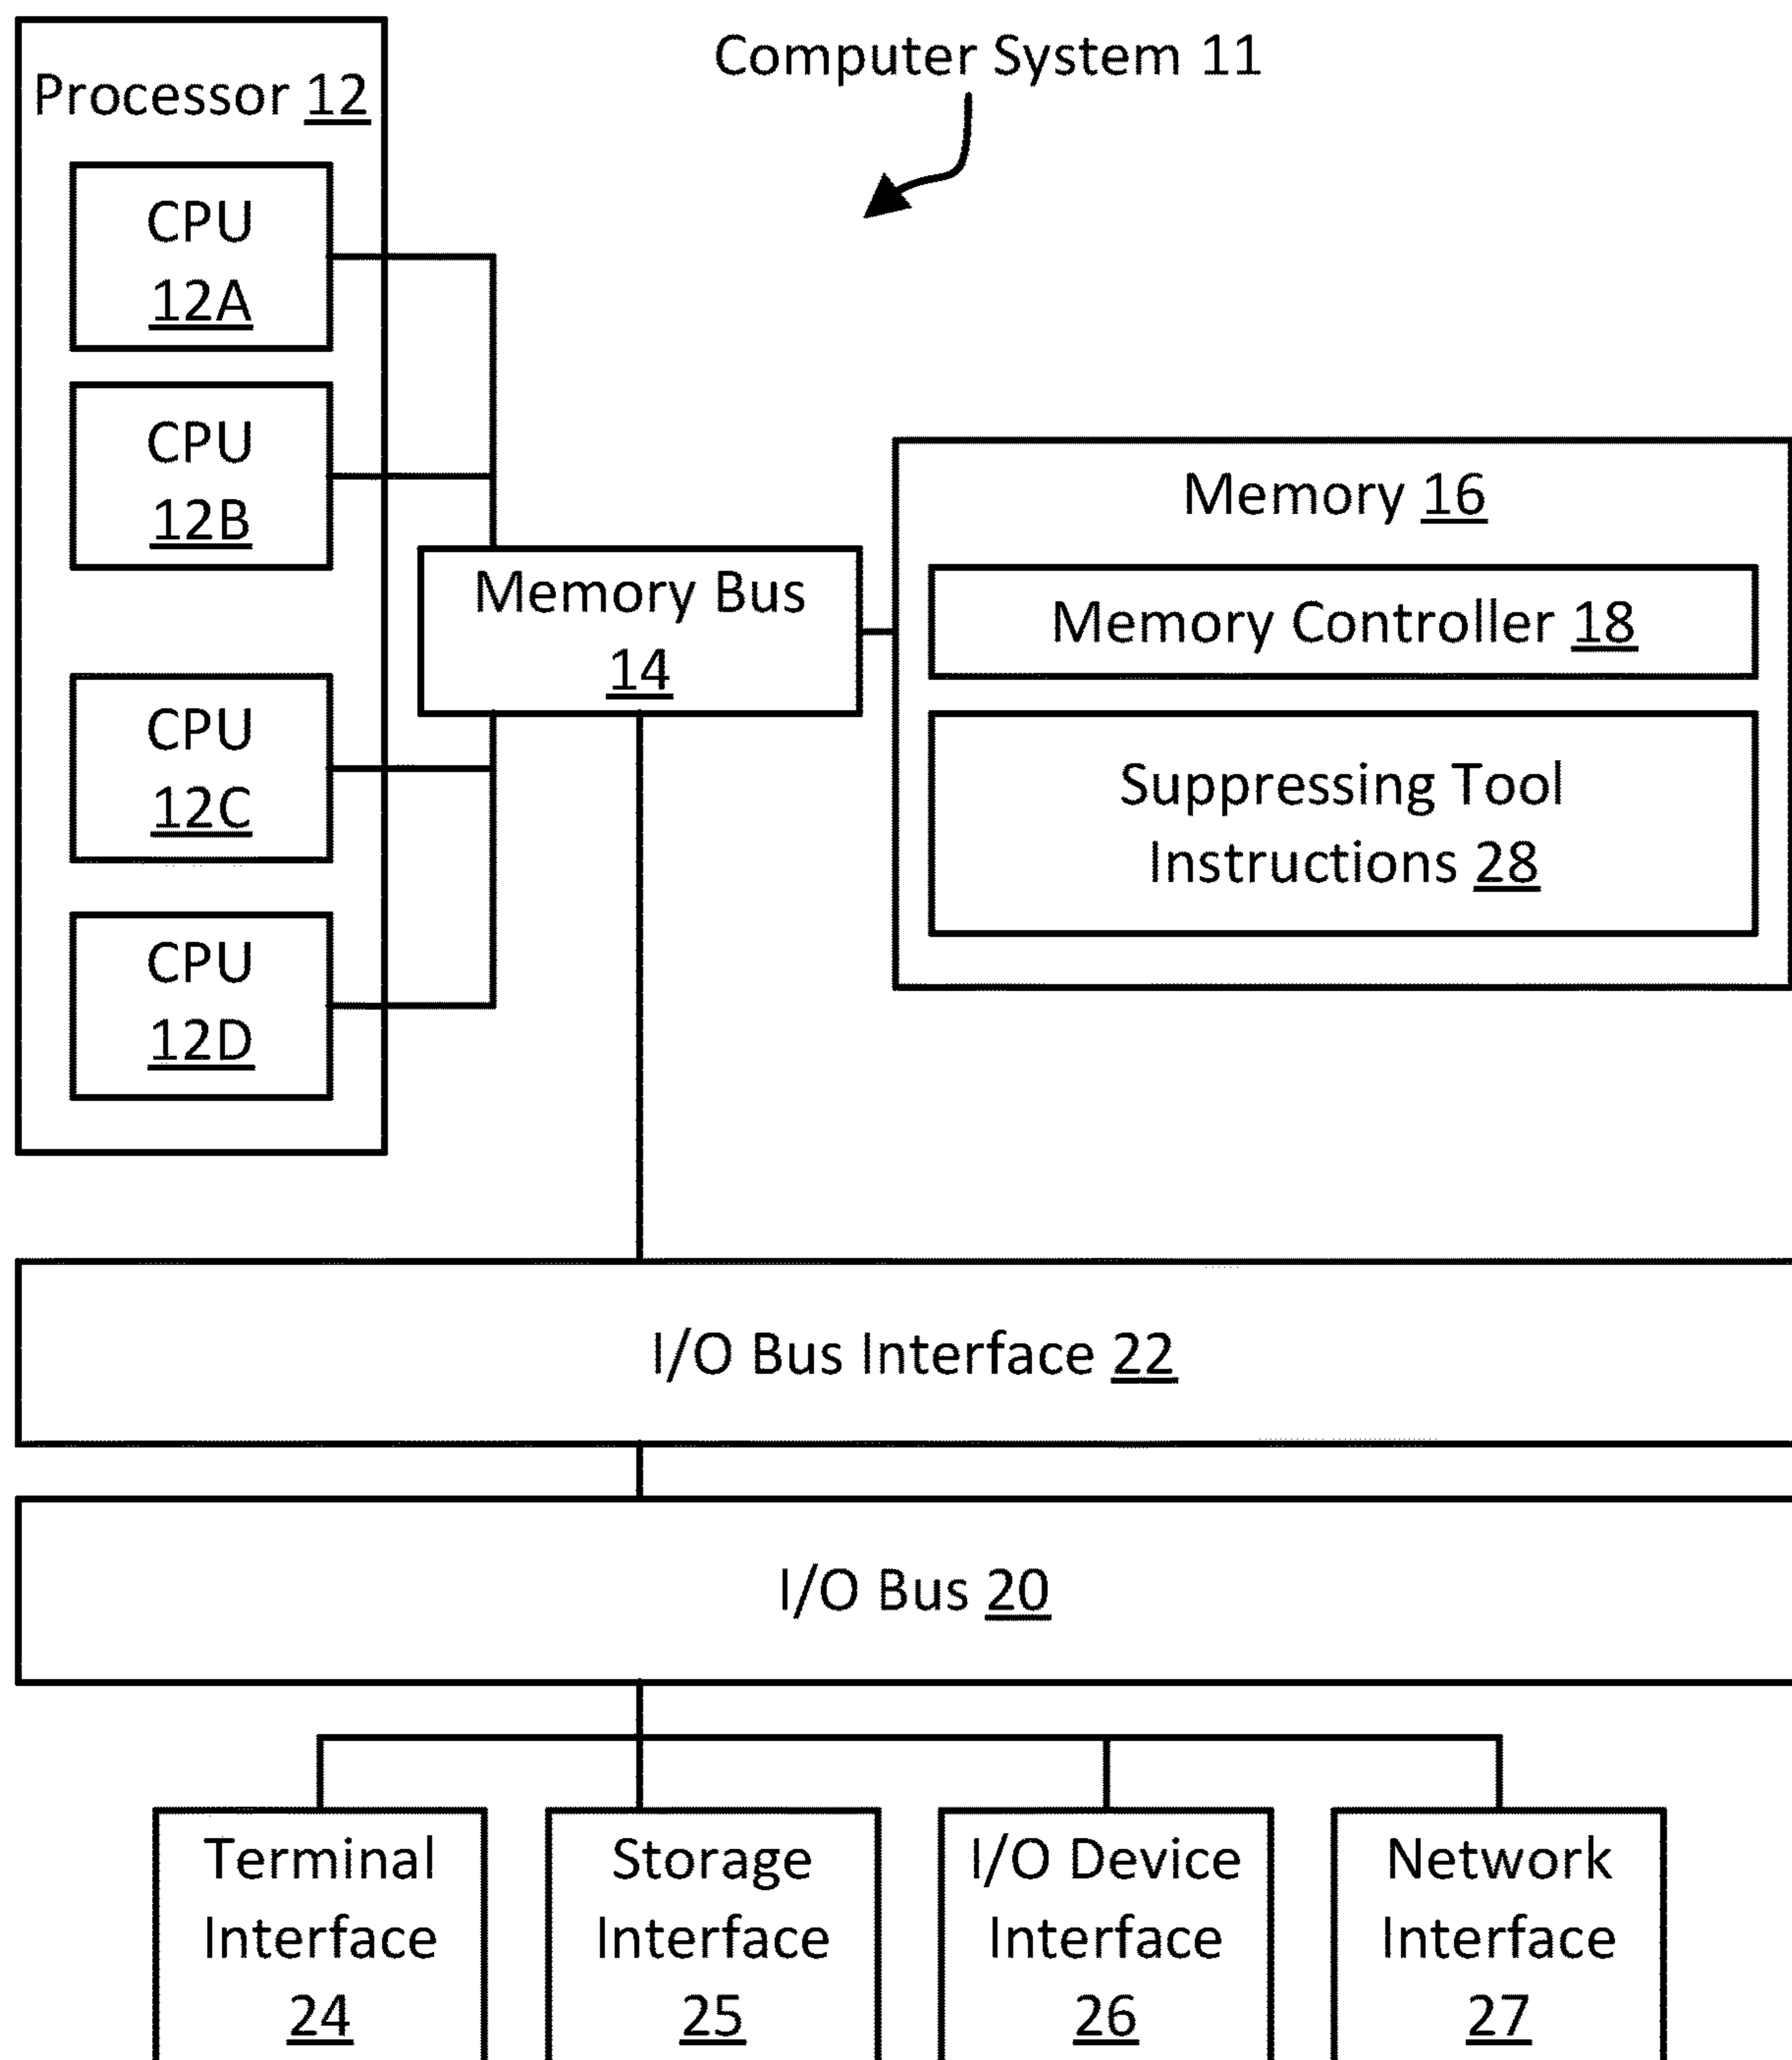 Computer System 11
Processor 12
CPU
12A
CPU
12B
CPU
12C
CPU
12D
Memory Bus
14
Memory 16
Memory Controller 18
Suppressing Tool
Instructions 28
I/O Bus Interface 22
I/O Bus 20
Terminal
Interface
24
Storage
Interface
25
I/O Device
Interface
26
Network
Interface
27